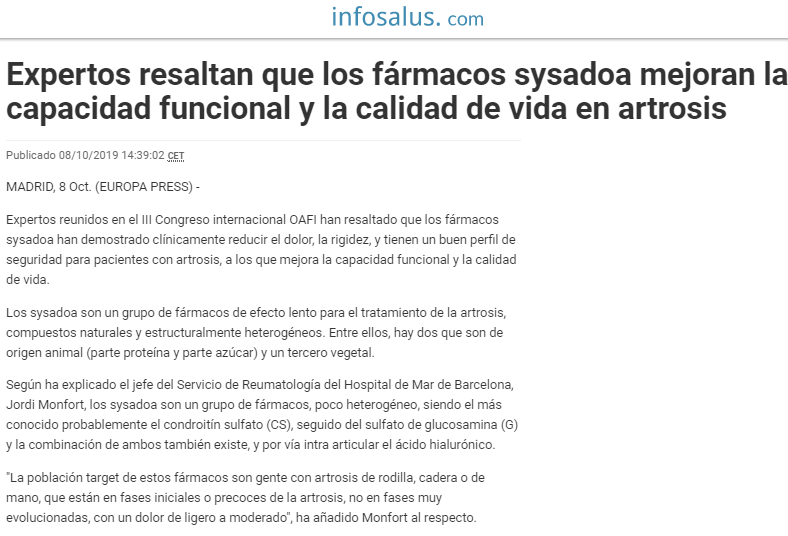 infosalus. com
Expertos resaltan que los fármacos sysadoa mejoran la
capacidad funcional y la calidad de vida en artrosis
Publicado 08/10/2019 14:39:02 CET
MADRID, 8 Oct. (EUROPA PRESS) -
Expertos reunidos en el III Congreso internacional OAFI han resaltado que los fármacos
sysadoa han demostrado clínicamente reducir el dolor, la rigidez, y tienen un buen perfil de
seguridad para pacientes con artrosis, a los que mejora la capacidad funcional y la calidad
de vida.
Los sysadoa son un grupo de fármacos de efecto lento para el tratamiento de la artrosis,
compuestos naturales y estructuralmente heterogéneos. Entre ellos, hay dos que son de
origen animal (parte proteína y parte azúcar) y un tercero vegetal.
Según ha explicado el jefe del Servicio de Reumatología del Hospital de Mar de Barcelona,
Jordi Monfort, los sysadoa son un grupo de fármacos, poco heterogéneo, siendo el más
conocido probablemente el condroitín sulfato (CS), seguido del sulfato de glucosamina (G)
y la combinación de ambos también existe, y por vía intra articular el ácido hialurónico.
"La población target de estos fármacos son gente con artrosis de rodilla, cadera o de
mano, que están en fases iniciales o precoces de la artrosis, no en fases muy
evolucionadas, con un dolor de ligero a moderado", ha añadido Monfort al respecto.